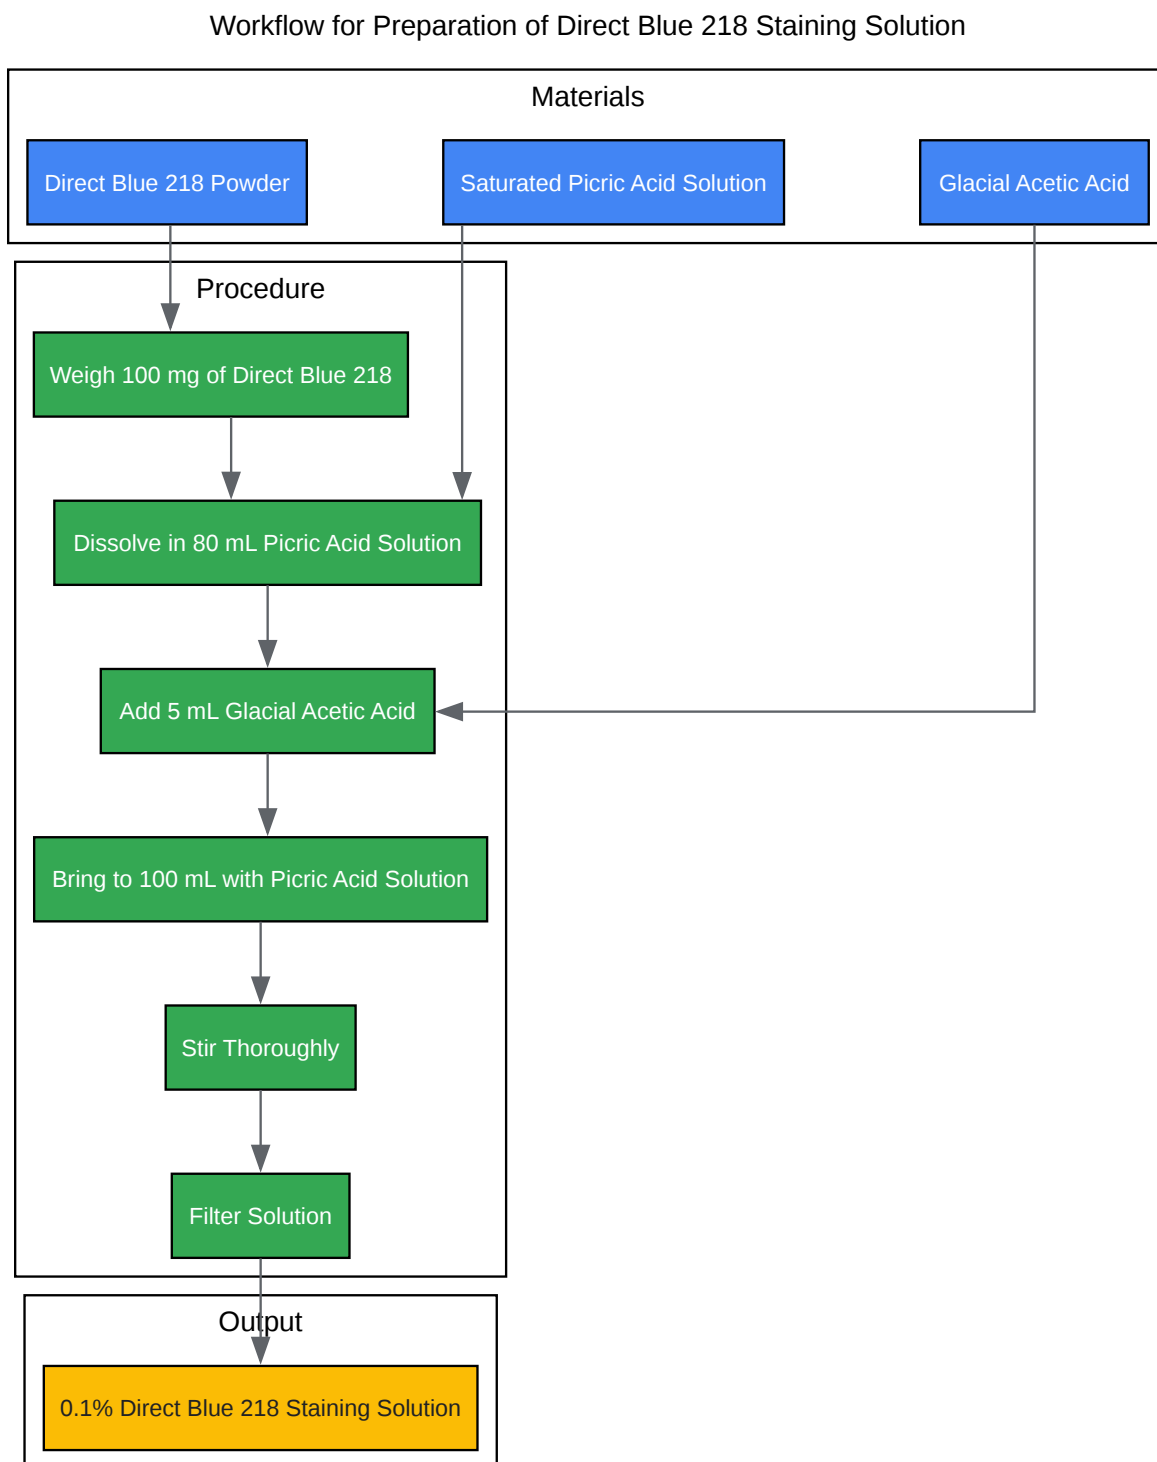 Workflow for Preparation of Direct Blue 218 Staining Solution
Materials
Direct Blue 218 Powder
Saturated Picric Acid Solution
Glacial Acetic Acid
Procedure
Weigh 100 mg of Direct Blue 218
Dissolve in 80 mL Picric Acid Solution
Add 5 mL Glacial Acetic Acid
Bring to 100 mL with Picric Acid Solution
Stir Thoroughly
Filter Solution
Output
0.1% Direct Blue 218 Staining Solution